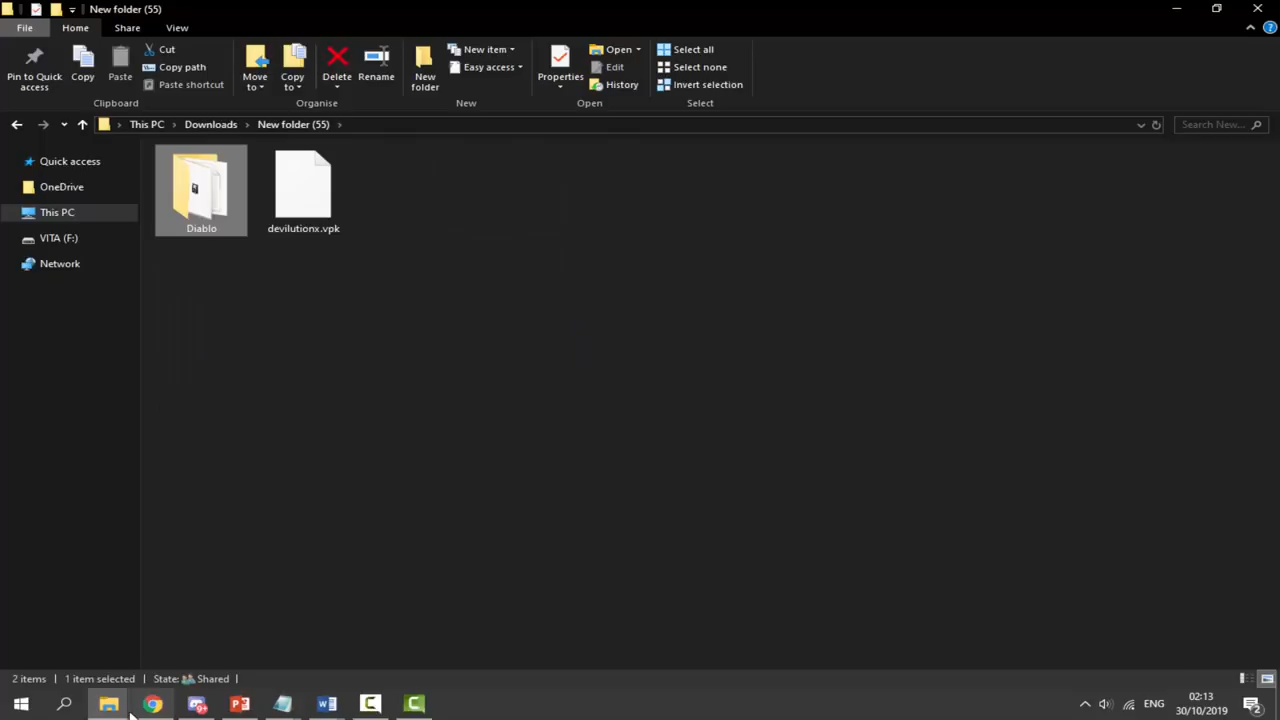 New folder (55)
File Home Share View
Pin to Quick access
Copy
Paste
Cut
Copy path
Paste shortcut
Clipboard
Move to
Copy to
Delete
Rename
Organise
New folder
New item
Easy access
New
Properties
Open
Edit
History
Open
Select all
Select none
Invert selection
Select
This PC Downloads New folder (55)
Search New...
Quick access
OneDrive
This PC
VITA (F:)
Network
Diablo
devilutionx.vpk
2 items 1 item selected State: Shared
ENG
02:13
30/10/2019
2